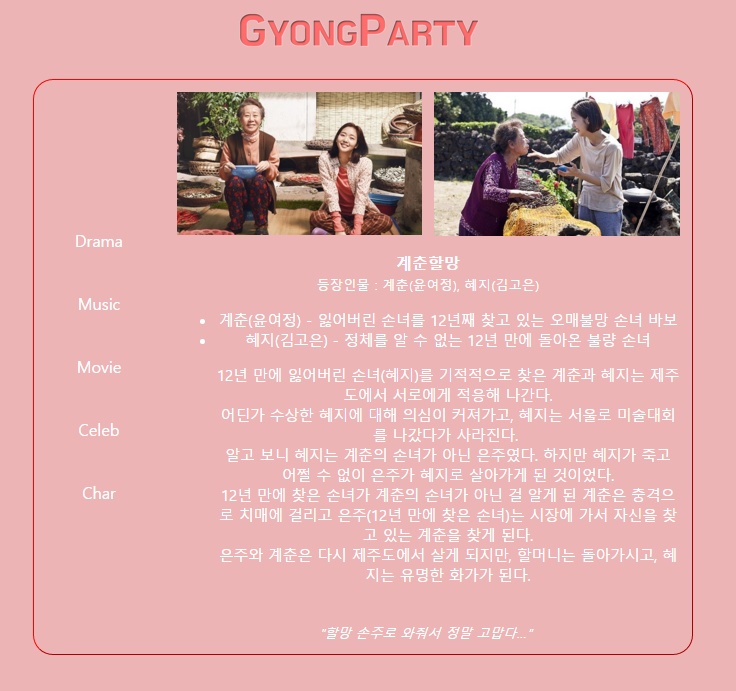 GYONGPARTY
Drama
Music
Movie
Celeb
Char
계춘할망
등장인물 : 계춘(윤여정), 혜지(김고은)
계춘(윤여정) - 잃어버린 손녀를 12년째 찾고 있는 오매불망 손녀 바보
혜지(김고은) - 정체를 알 수 없는 12년 만에 돌아온 불량 손녀
12년 만에 잃어버린 손녀(혜지)를 기적적으로 찾은 계춘과 혜지는 제주
도에서 서로에게 적응해 나간다.
어딘가 수상한 혜지에 대해 의심이 커져가고, 혜지는 서울로 미술대회
를 나갔다가 사라진다.
알고 보니 혜지는 계춘의 손녀가 아닌 은주였다. 하지만 혜지가 죽고
어쩔 수 없이 은주가 혜지로 살아가게 된 것이었다.
12년 만에 찾은 손녀가 계춘의 손녀가 아닌 걸 알게 된 계춘은 충격으
로 치매에 걸리고 은주(12년 만에 찾은 손녀)는 시장에 가서 자신을 찾
고 있는 계춘을 찾게 된다.
은주와 계춘은 다시 제주도에서 살게 되지만, 할머니는 돌아가시고, 혜
지는 유명한 화가가 된다.
"할망 손주로 와줘서 정말 고맙다..."